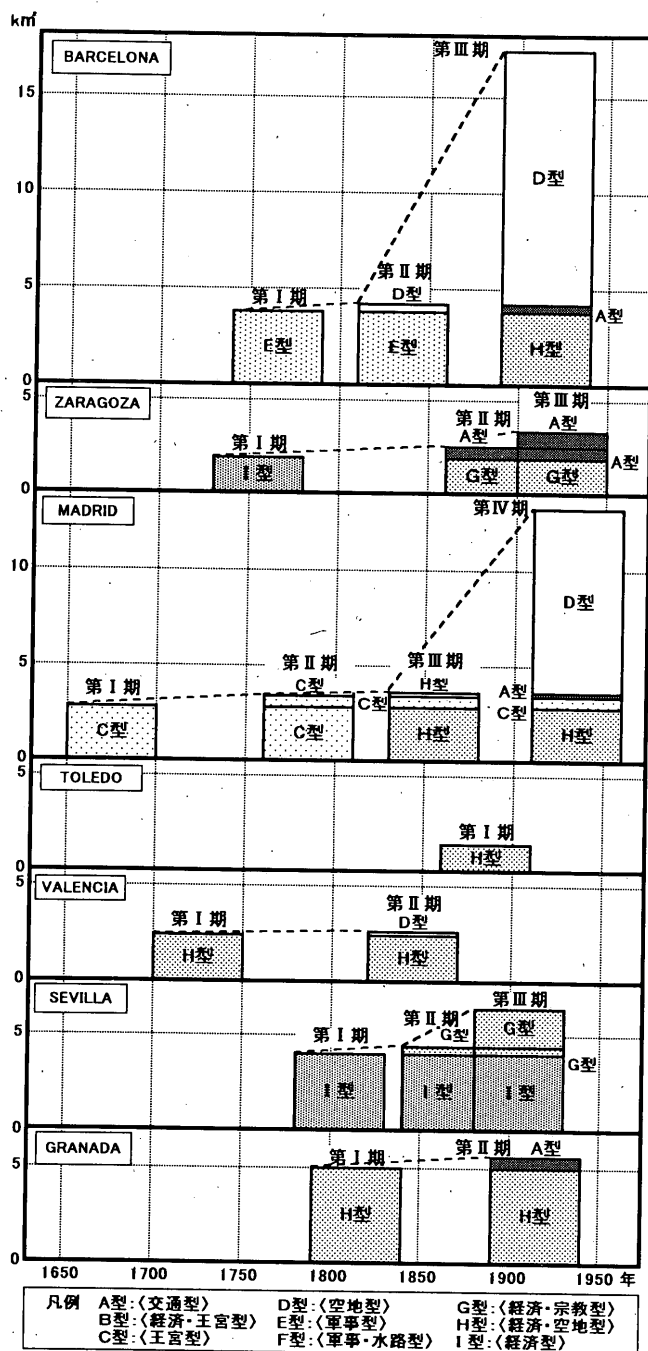 k㎡
BARCELONA
第Ⅲ期
15
D型
10
第Ⅱ期
5
第Ⅰ期
D型
A型
E型
E型
H型
0
ZARAGOZA
5
第Ⅲ期
第Ⅱ期
A型
第Ⅰ期
A型
A型
I型
G型
G型
0
MADRID
第Ⅳ期
10
D型
5
第Ⅱ期
第Ⅲ期
第Ⅰ期
C型
H型
A型
C型
C型
C型
C型
H型
H型
0
TOLEDO
5
第Ⅰ期
H型
0
VALENCIA
5
第Ⅰ期
第Ⅱ期
D型
H型
H型
0
SEVILLA
第Ⅲ期
5
第Ⅰ期
第Ⅱ期
G型
G型
G型
I型
I型
I型
0
GRANADA
第Ⅱ期
A型
5
第Ⅰ期
H型
H型
0
1650 1700 1750 1800 1850 1900 1950 年
凡例 A型:〈交通型〉 D型:〈空地型〉 G型:〈経済・宗教型〉
B型:〈経済・王宮型〉 E型:〈軍事型〉 H型:〈経済・空地型〉
C型:〈王宮型〉 F型:〈軍事・水路型〉 I型:〈経済型〉